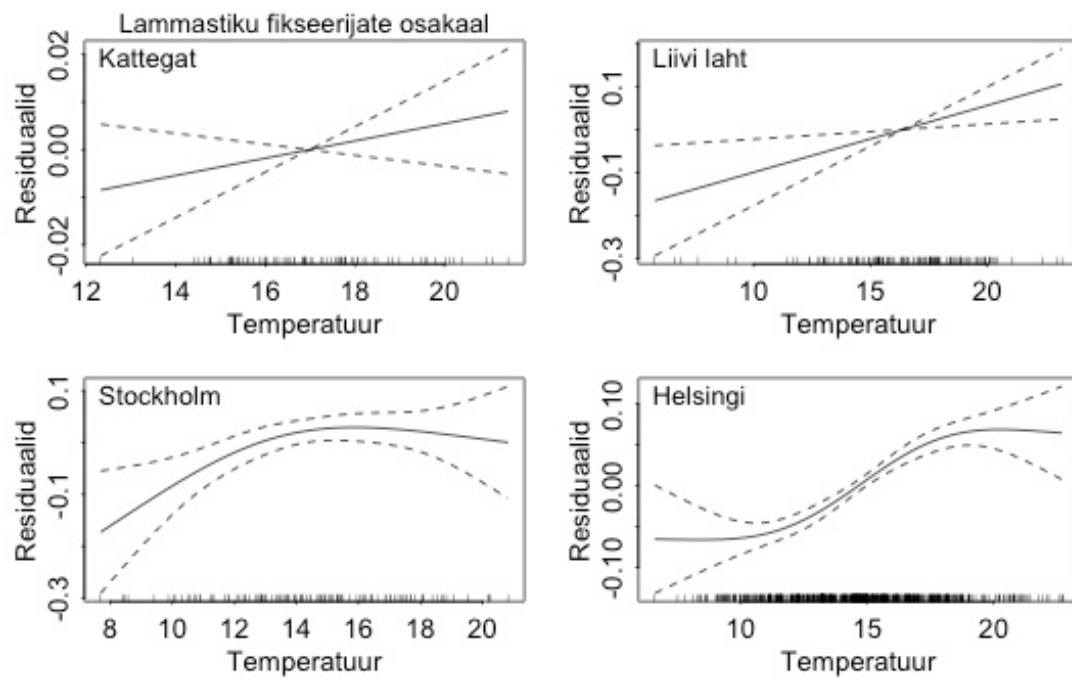 Lammastiku fikseerijate osakaal
Kattegat
Residuaalid
-0.02 0.00 0.02
12 14 16 18 20
Temperatuur
Liivi laht
Residuaalid
-0.3 -0.1 0.1
10 15 20
Temperatuur
Stockholm
Residuaalid
-0.3 -0.1 0.1
8 10 12 14 16 18 20
Temperatuur
Helsingi
Residuaalid
-0.10 0.00 0.10
10 15 20
Temperatuur